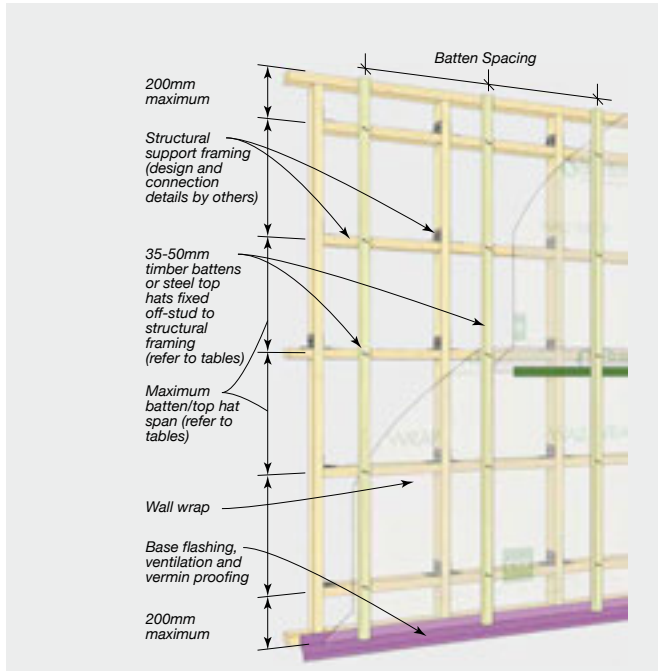 Batten Spacing
200mm
maximum
Structural
support framing
(design and
connection
details by others)
35-50mm
timber battens
or steel top
hats fixed
off-stud to
structural
framing
(refer to tables)
Maximum
batten/top hat
span (refer to
tables)
Wall wrap
Base flashing,
ventilation and
vermin proofing
200mm
maximum